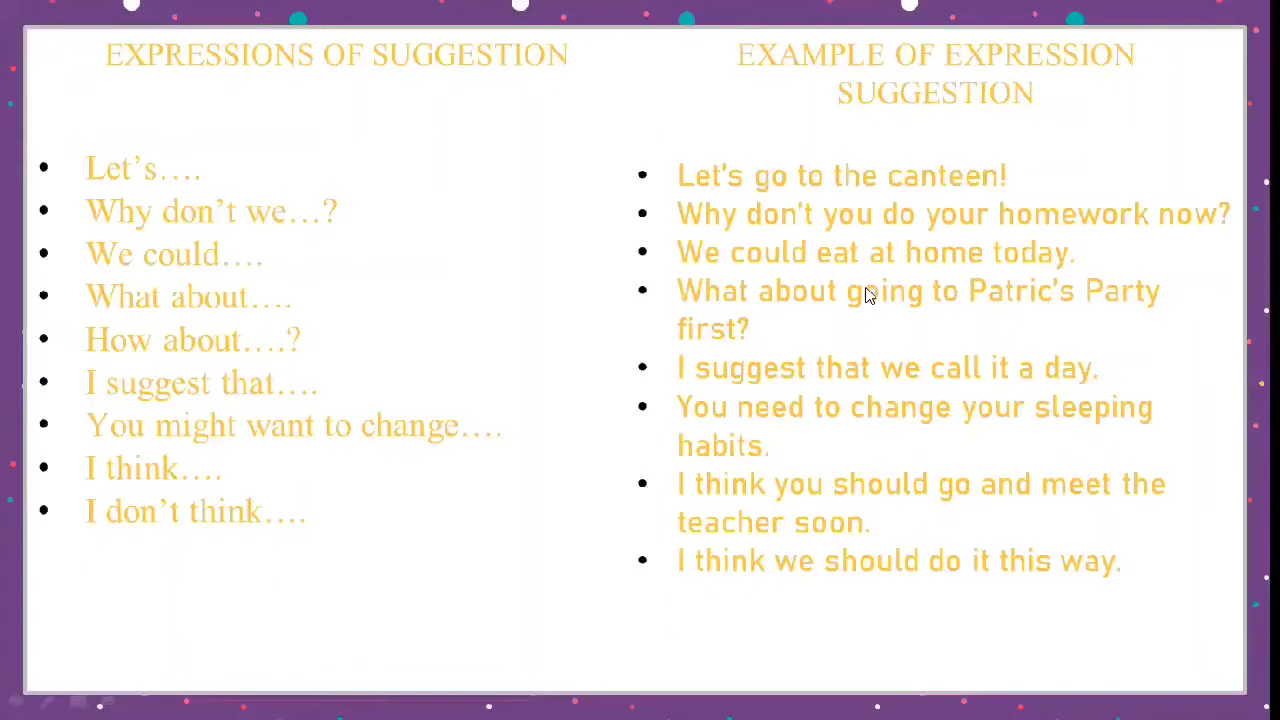 EXPRESSIONS OF SUGGESTION
Let's….
Why don't we…?
We could….
What about….
How about….?
I suggest that….
You might want to change….
I think….
I don't think….
EXAMPLE OF EXPRESSION
SUGGESTION
Let's go to the canteen!
Why don't you do your homework now?
We could eat at home today.
What about going to Patric's Party
first?
I suggest that we call it a day.
You need to change your sleeping
habits.
I think you should go and meet the
teacher soon.
I think we should do it this way.